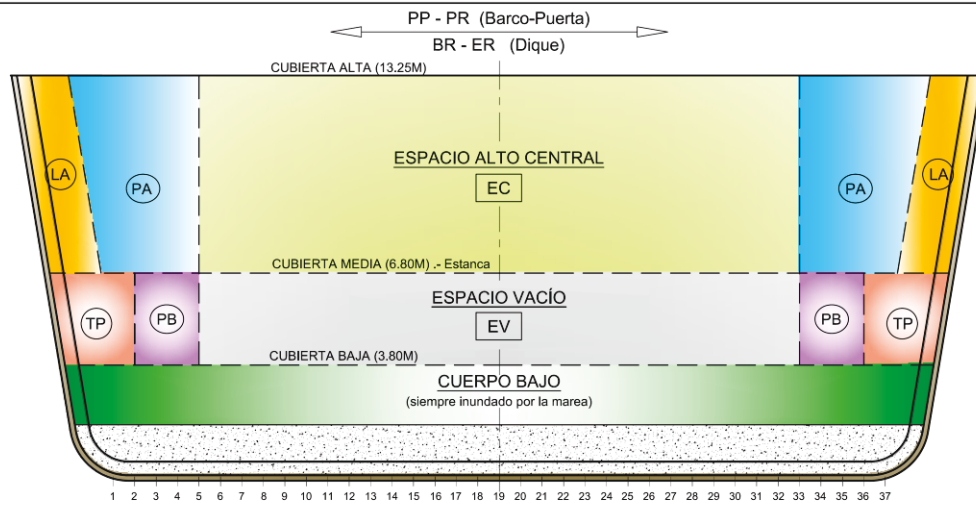 PP - PR (Barco-Puerta)
BR - ER (Dique)
CUBIERTA ALTA (13.25M)
ESPACIO ALTO CENTRAL
EC
LA
PA
PA
LA
CUBIERTA MEDIA (6.80M) .- Estanca
ESPACIO VACÍO
EV
TP
PB
PB
TP
CUBIERTA BAJA (3.80M)
CUERPO BAJO
(siempre inundado por la marea)
1 2 3 4 5 6 7 8 9 10 11 12 13 14 15 16 17 18 19 20 21 22 23 24 25 26 27 28 29 30 31 32 33 34 35 36 37